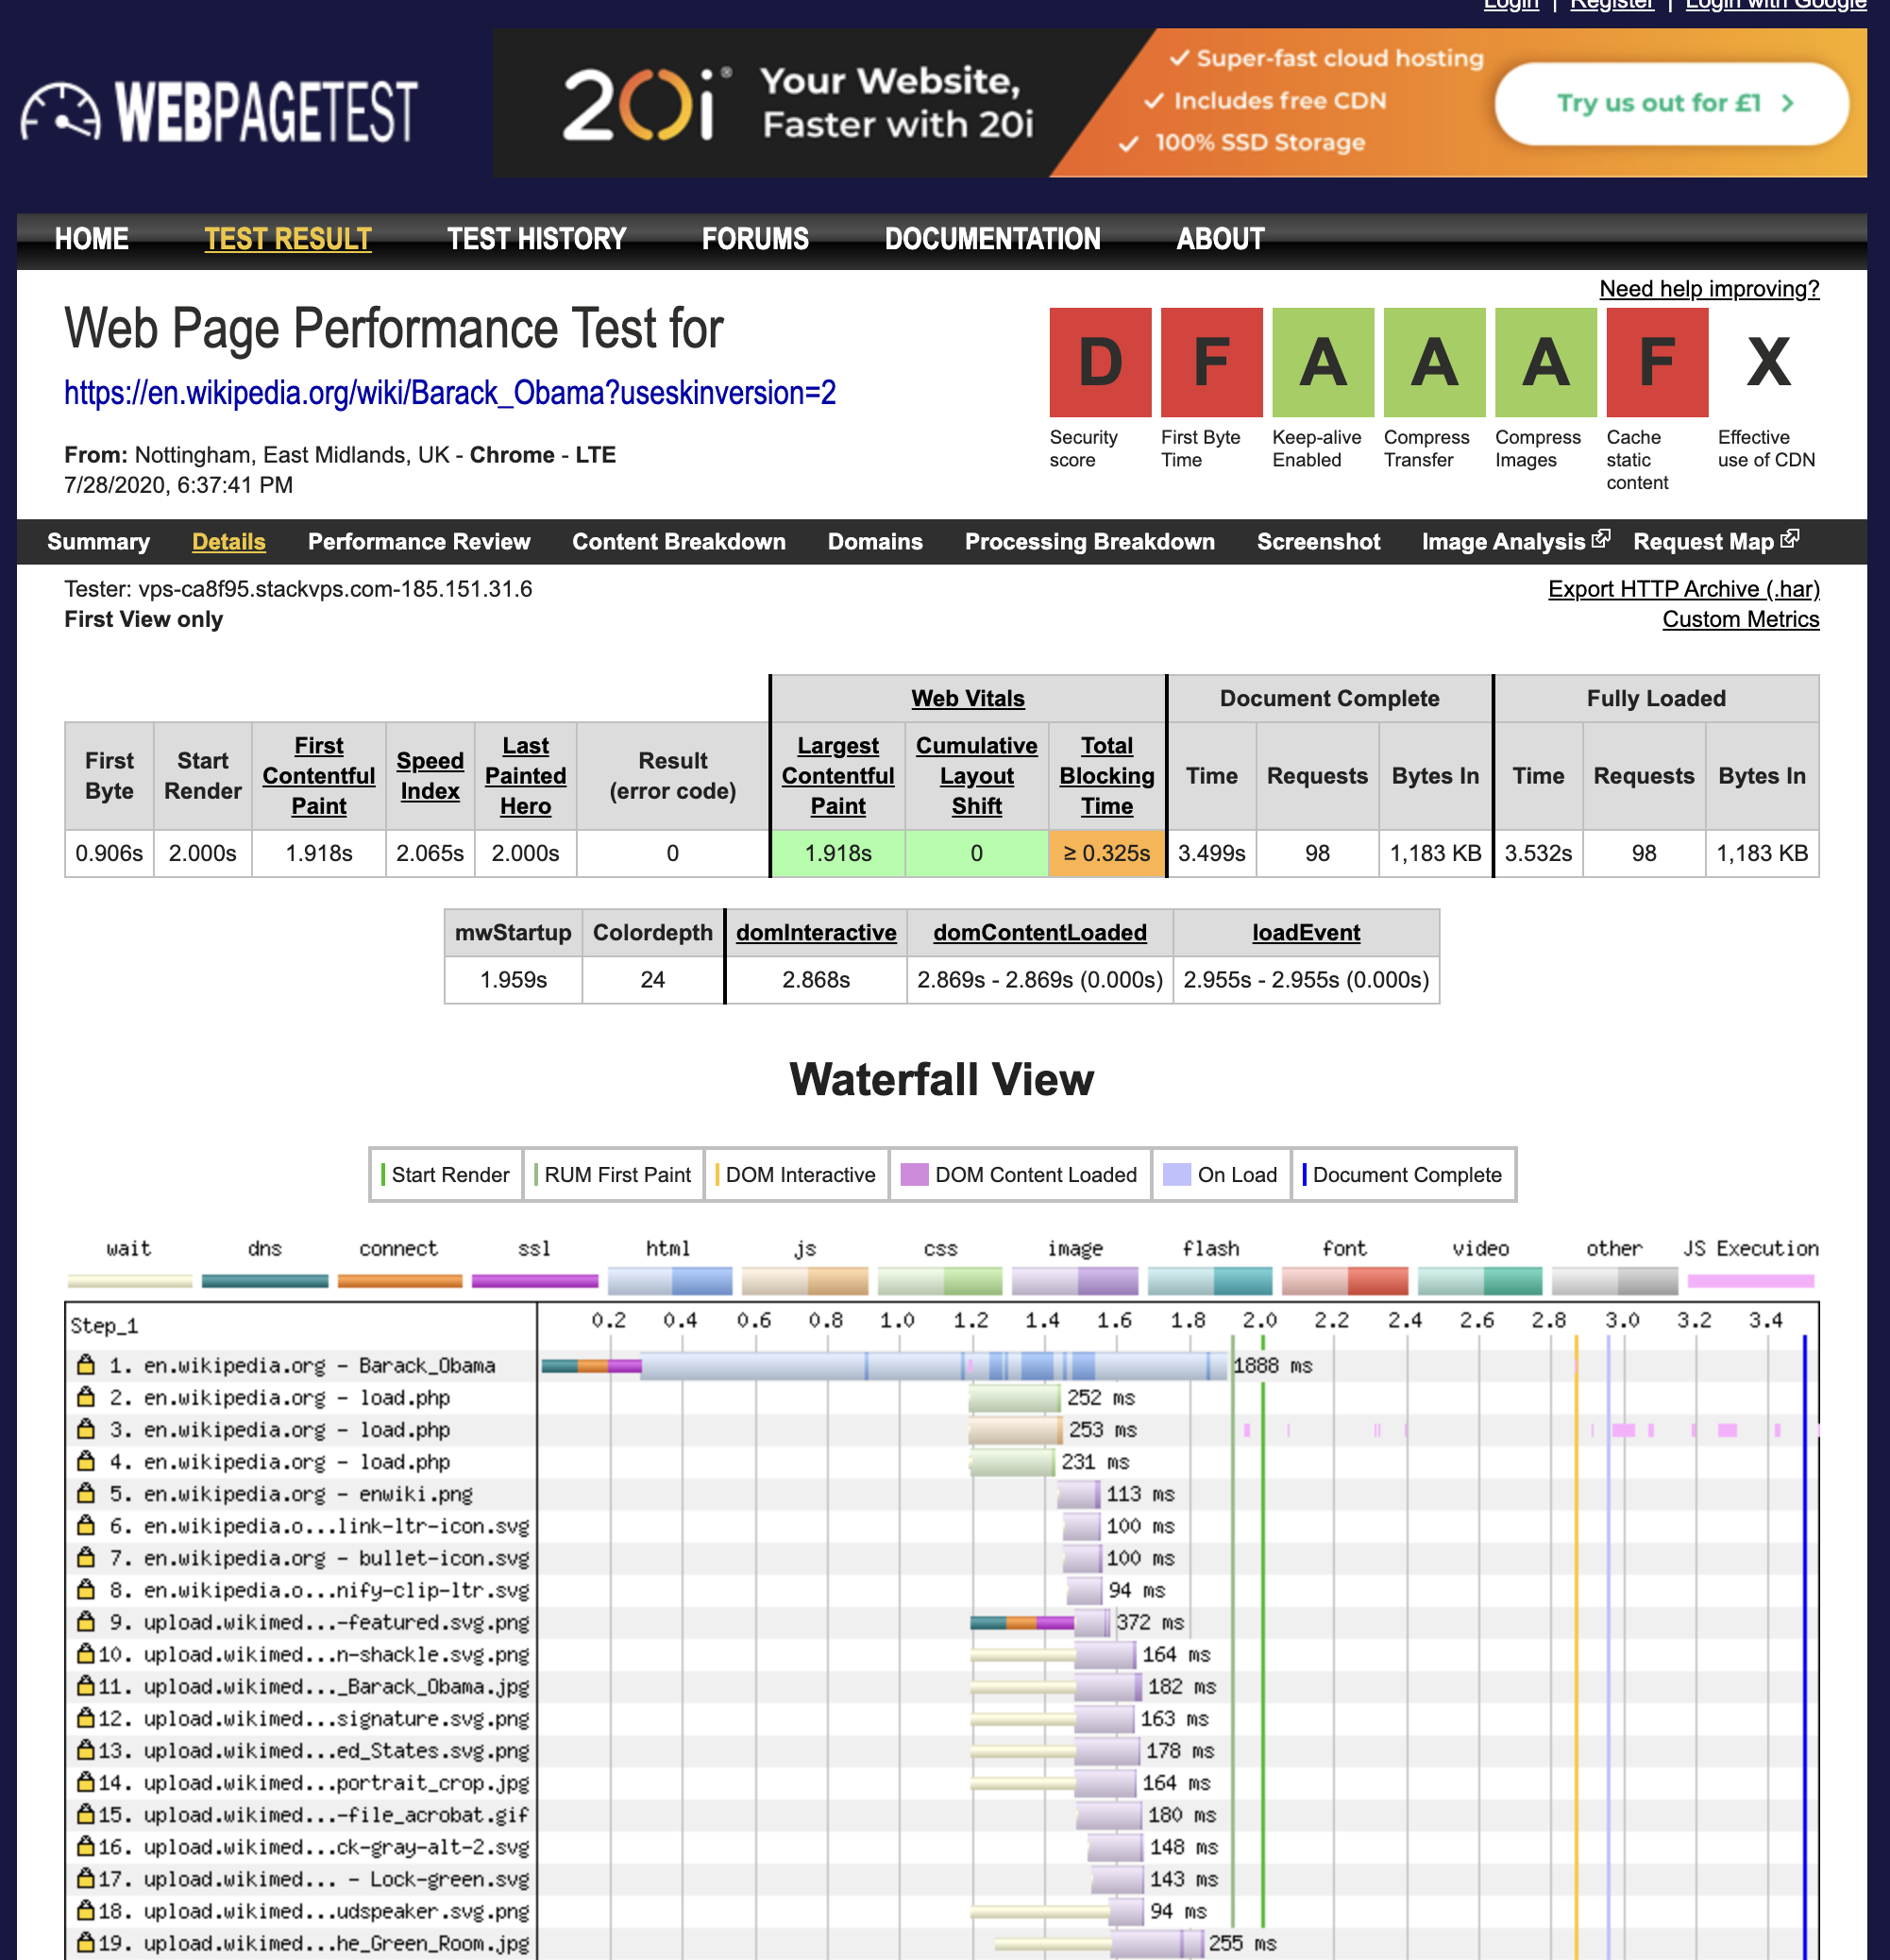 Login | Register | Login with Google
WEBPAGETEST
20i® Your Website,
Faster with 20i
✓ Super-fast cloud hosting
✓ Includes free CDN
✓ 100% SSD Storage
Try us out for £1 >
HOME TEST RESULT TEST HISTORY FORUMS DOCUMENTATION ABOUT
Need help improving?
Web Page Performance Test for
https://en.wikipedia.org/wiki/Barack_Obama?useskinversion=2
From: Nottingham, East Midlands, UK - Chrome - LTE
7/28/2020, 6:37:41 PM
D F A A A F X
Security score
First Byte Time
Keep-alive Enabled
Compress Transfer
Compress Images
Cache static content
Effective use of CDN
Summary Details Performance Review Content Breakdown Domains Processing Breakdown Screenshot Image Analysis Request Map
Tester: vps-ca8f95.stackvps.com-185.151.31.6
First View only
Export HTTP Archive (.har)
Custom Metrics
Web Vitals Document Complete Fully Loaded
First Byte Start Render First Contentful Paint Speed Index Last Painted Hero Result (error code) Largest Contentful Paint Cumulative Layout Shift Total Blocking Time Time Requests Bytes In Time Requests Bytes In
0.906s 2.000s 1.918s 2.065s 2.000s 0 1.918s 0 ≥ 0.325s 3.499s 98 1,183 KB 3.532s 98 1,183 KB
mwStartup Colordepth domInteractive domContentLoaded loadEvent
1.959s 24 2.868s 2.869s - 2.869s (0.000s) 2.955s - 2.955s (0.000s)
Waterfall View
Start Render RUM First Paint DOM Interactive DOM Content Loaded On Load Document Complete
wait dns connect ssl html js css image flash font video other JS Execution
Step_1 0.2 0.4 0.6 0.8 1.0 1.2 1.4 1.6 1.8 2.0 2.2 2.4 2.6 2.8 3.0 3.2 3.4
1. en.wikipedia.org - Barack_Obama 1888 ms
2. en.wikipedia.org - load.php 252 ms
3. en.wikipedia.org - load.php 253 ms
4. en.wikipedia.org - load.php 231 ms
5. en.wikipedia.org - enwiki.png 113 ms
6. en.wikipedia.o...link-ltr-icon.svg 100 ms
7. en.wikipedia.org - bullet-icon.svg 100 ms
8. en.wikipedia.o...nify-clip-ltr.svg 94 ms
9. upload.wikimed...-featured.svg.png 372 ms
10. upload.wikimed...n-shackle.svg.png 164 ms
11. upload.wikimed..._Barack_Obama.jpg 182 ms
12. upload.wikimed...signature.svg.png 163 ms
13. upload.wikimed...ed_States.svg.png 178 ms
14. upload.wikimed...portrait_crop.jpg 164 ms
15. upload.wikimed...-file_acrobat.gif 180 ms
16. upload.wikimed...ck-gray-alt-2.svg 148 ms
17. upload.wikimed... - Lock-green.svg 143 ms
18. upload.wikimed...udspeaker.svg.png 94 ms
19. upload.wikimed...he_Green_Room.jpg 255 ms